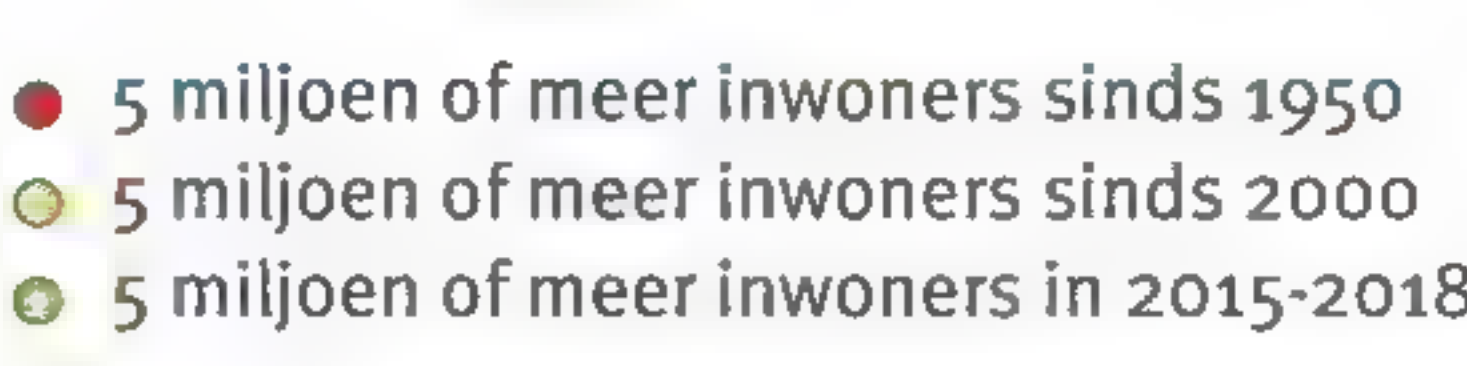 5 miljoen of meer inwoners sinds 1950
5 miljoen of meer inwoners sinds 2000
5 miljoen of meer inwoners in 2015-2018